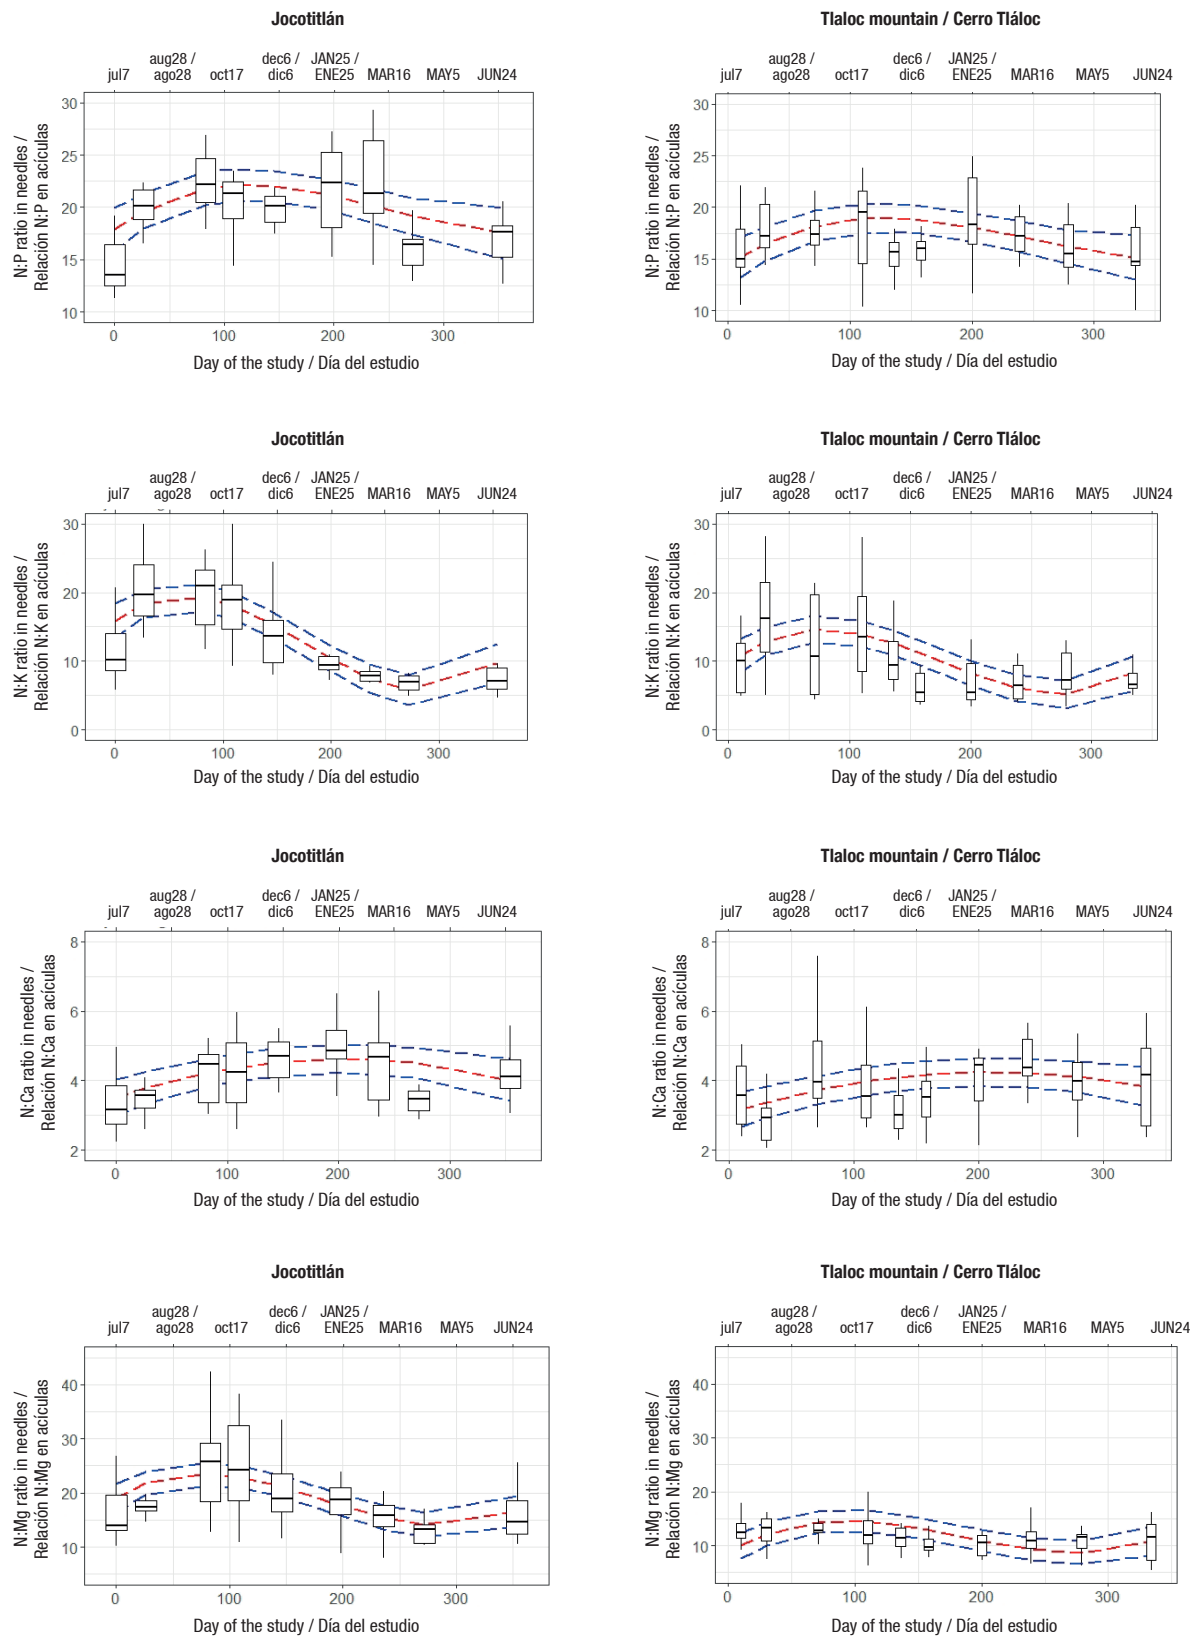 Jocotitlán
jul7
aug28 /
ago28
oct17
dec6 /
dic6
JAN25 /
ENE25
MAR16
MAY5
JUN24
N:P ratio in needles /
Relación N:P en acículas
30
25
20
15
10
0
100
200
300
Day of the study / Día del estudio
Tlaloc mountain / Cerro Tláloc
jul7
aug28 /
ago28
oct17
dec6 /
dic6
JAN25 /
ENE25
MAR16
MAY5
JUN24
N:P ratio in needles /
Relación N:P en acículas
30
25
20
15
10
0
100
200
300
Day of the study / Día del estudio
Jocotitlán
jul7
aug28 /
ago28
oct17
dec6 /
dic6
JAN25 /
ENE25
MAR16
MAY5
JUN24
N:K ratio in needles /
Relación N:K en acículas
30
20
10
0
0
100
200
300
Day of the study / Día del estudio
Tlaloc mountain / Cerro Tláloc
jul7
aug28 /
ago28
oct17
dec6 /
dic6
JAN25 /
ENE25
MAR16
MAY5
JUN24
N:K ratio in needles /
Relación N:K en acículas
30
20
10
0
0
100
200
300
Day of the study / Día del estudio
Jocotitlán
jul7
aug28 /
ago28
oct17
dec6 /
dic6
JAN25 /
ENE25
MAR16
MAY5
JUN24
N:Ca ratio in needles /
Relación N:Ca en acículas
8
6
4
2
0
100
200
300
Day of the study / Día del estudio
Tlaloc mountain / Cerro Tláloc
jul7
aug28 /
ago28
oct17
dec6 /
dic6
JAN25 /
ENE25
MAR16
MAY5
JUN24
N:Ca ratio in needles /
Relación N:Ca en acículas
8
6
4
2
0
100
200
300
Day of the study / Día del estudio
Jocotitlán
jul7
aug28 /
ago28
oct17
dec6 /
dic6
JAN25 /
ENE25
MAR16
MAY5
JUN24
N:Mg ratio in needles /
Relación N:Mg en acículas
40
30
20
10
0
100
200
300
Day of the study / Día del estudio
Tlaloc mountain / Cerro Tláloc
jul7
aug28 /
ago28
oct17
dec6 /
dic6
JAN25 /
ENE25
MAR16
MAY5
JUN24
N:Mg ratio in needles /
Relación N:Mg en acículas
40
30
20
10
0
100
200
300
Day of the study / Día del estudio